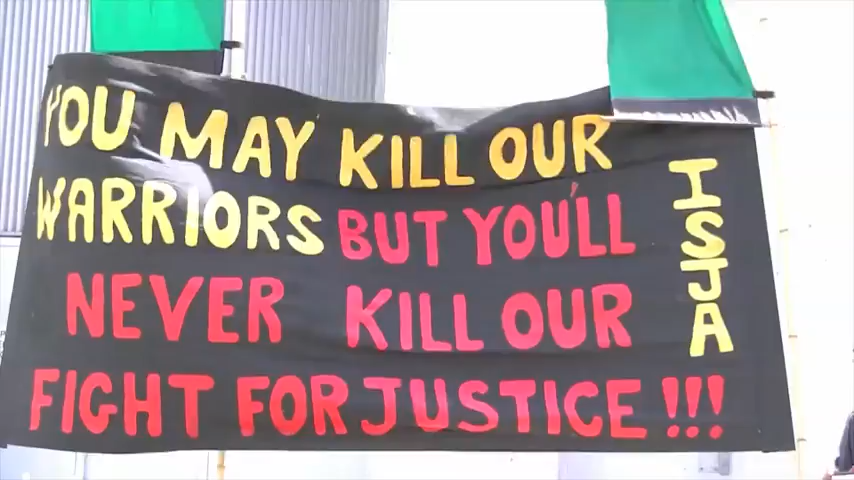 YOU MAY KILL OUR
WARRIORS BUT YOU'LL
NEVER KILL OUR
FIGHT FOR JUSTICE!!!
ISJA